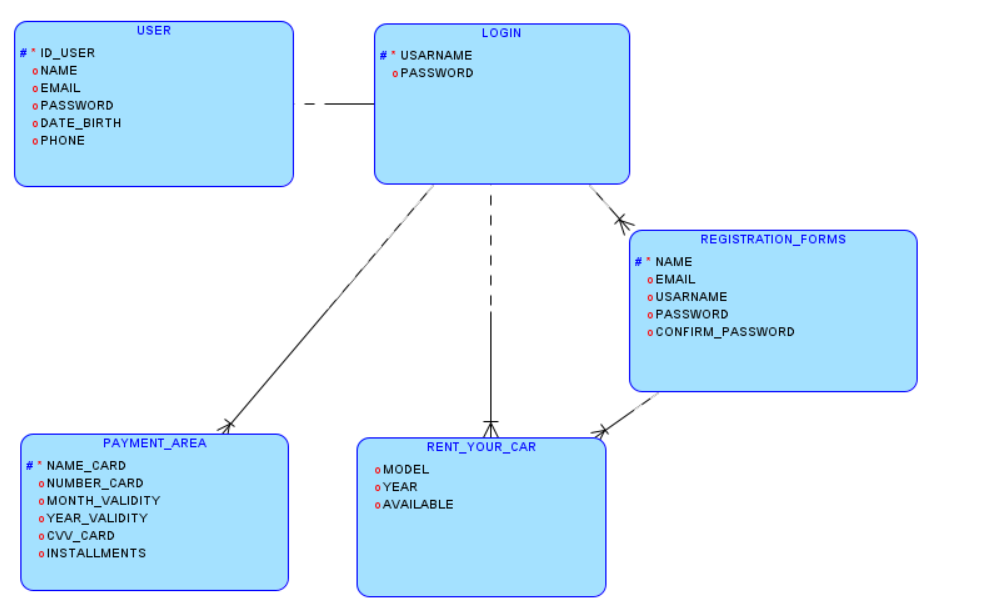 USER
# * ID_USER
o NAME
o EMAIL
o PASSWORD
o DATE_BIRTH
o PHONE
LOGIN
# * USARNAME
o PASSWORD
REGISTRATION_FORMS
# * NAME
o EMAIL
o USARNAME
o PASSWORD
o CONFIRM_PASSWORD
PAYMENT_AREA
# * NAME_CARD
o NUMBER_CARD
o MONTH_VALIDITY
o YEAR_VALIDITY
o CVV_CARD
o INSTALLMENTS
RENT_YOUR_CAR
o MODEL
o YEAR
o AVAILABLE